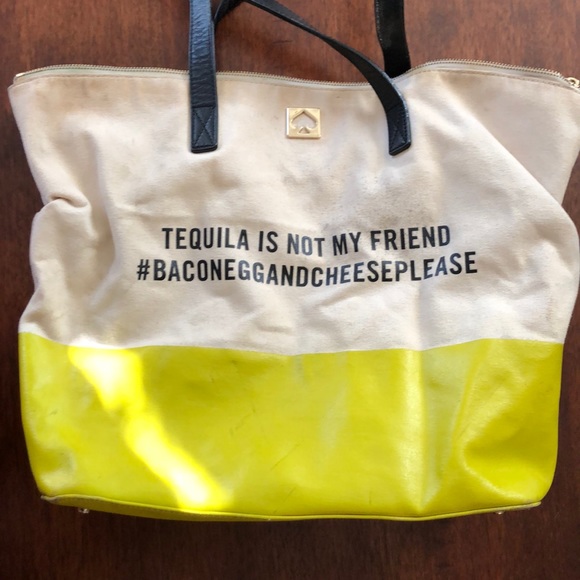 TEQUILA IS NOT MY FRIEND
#BACONEGGANDCHEESEPLEASE